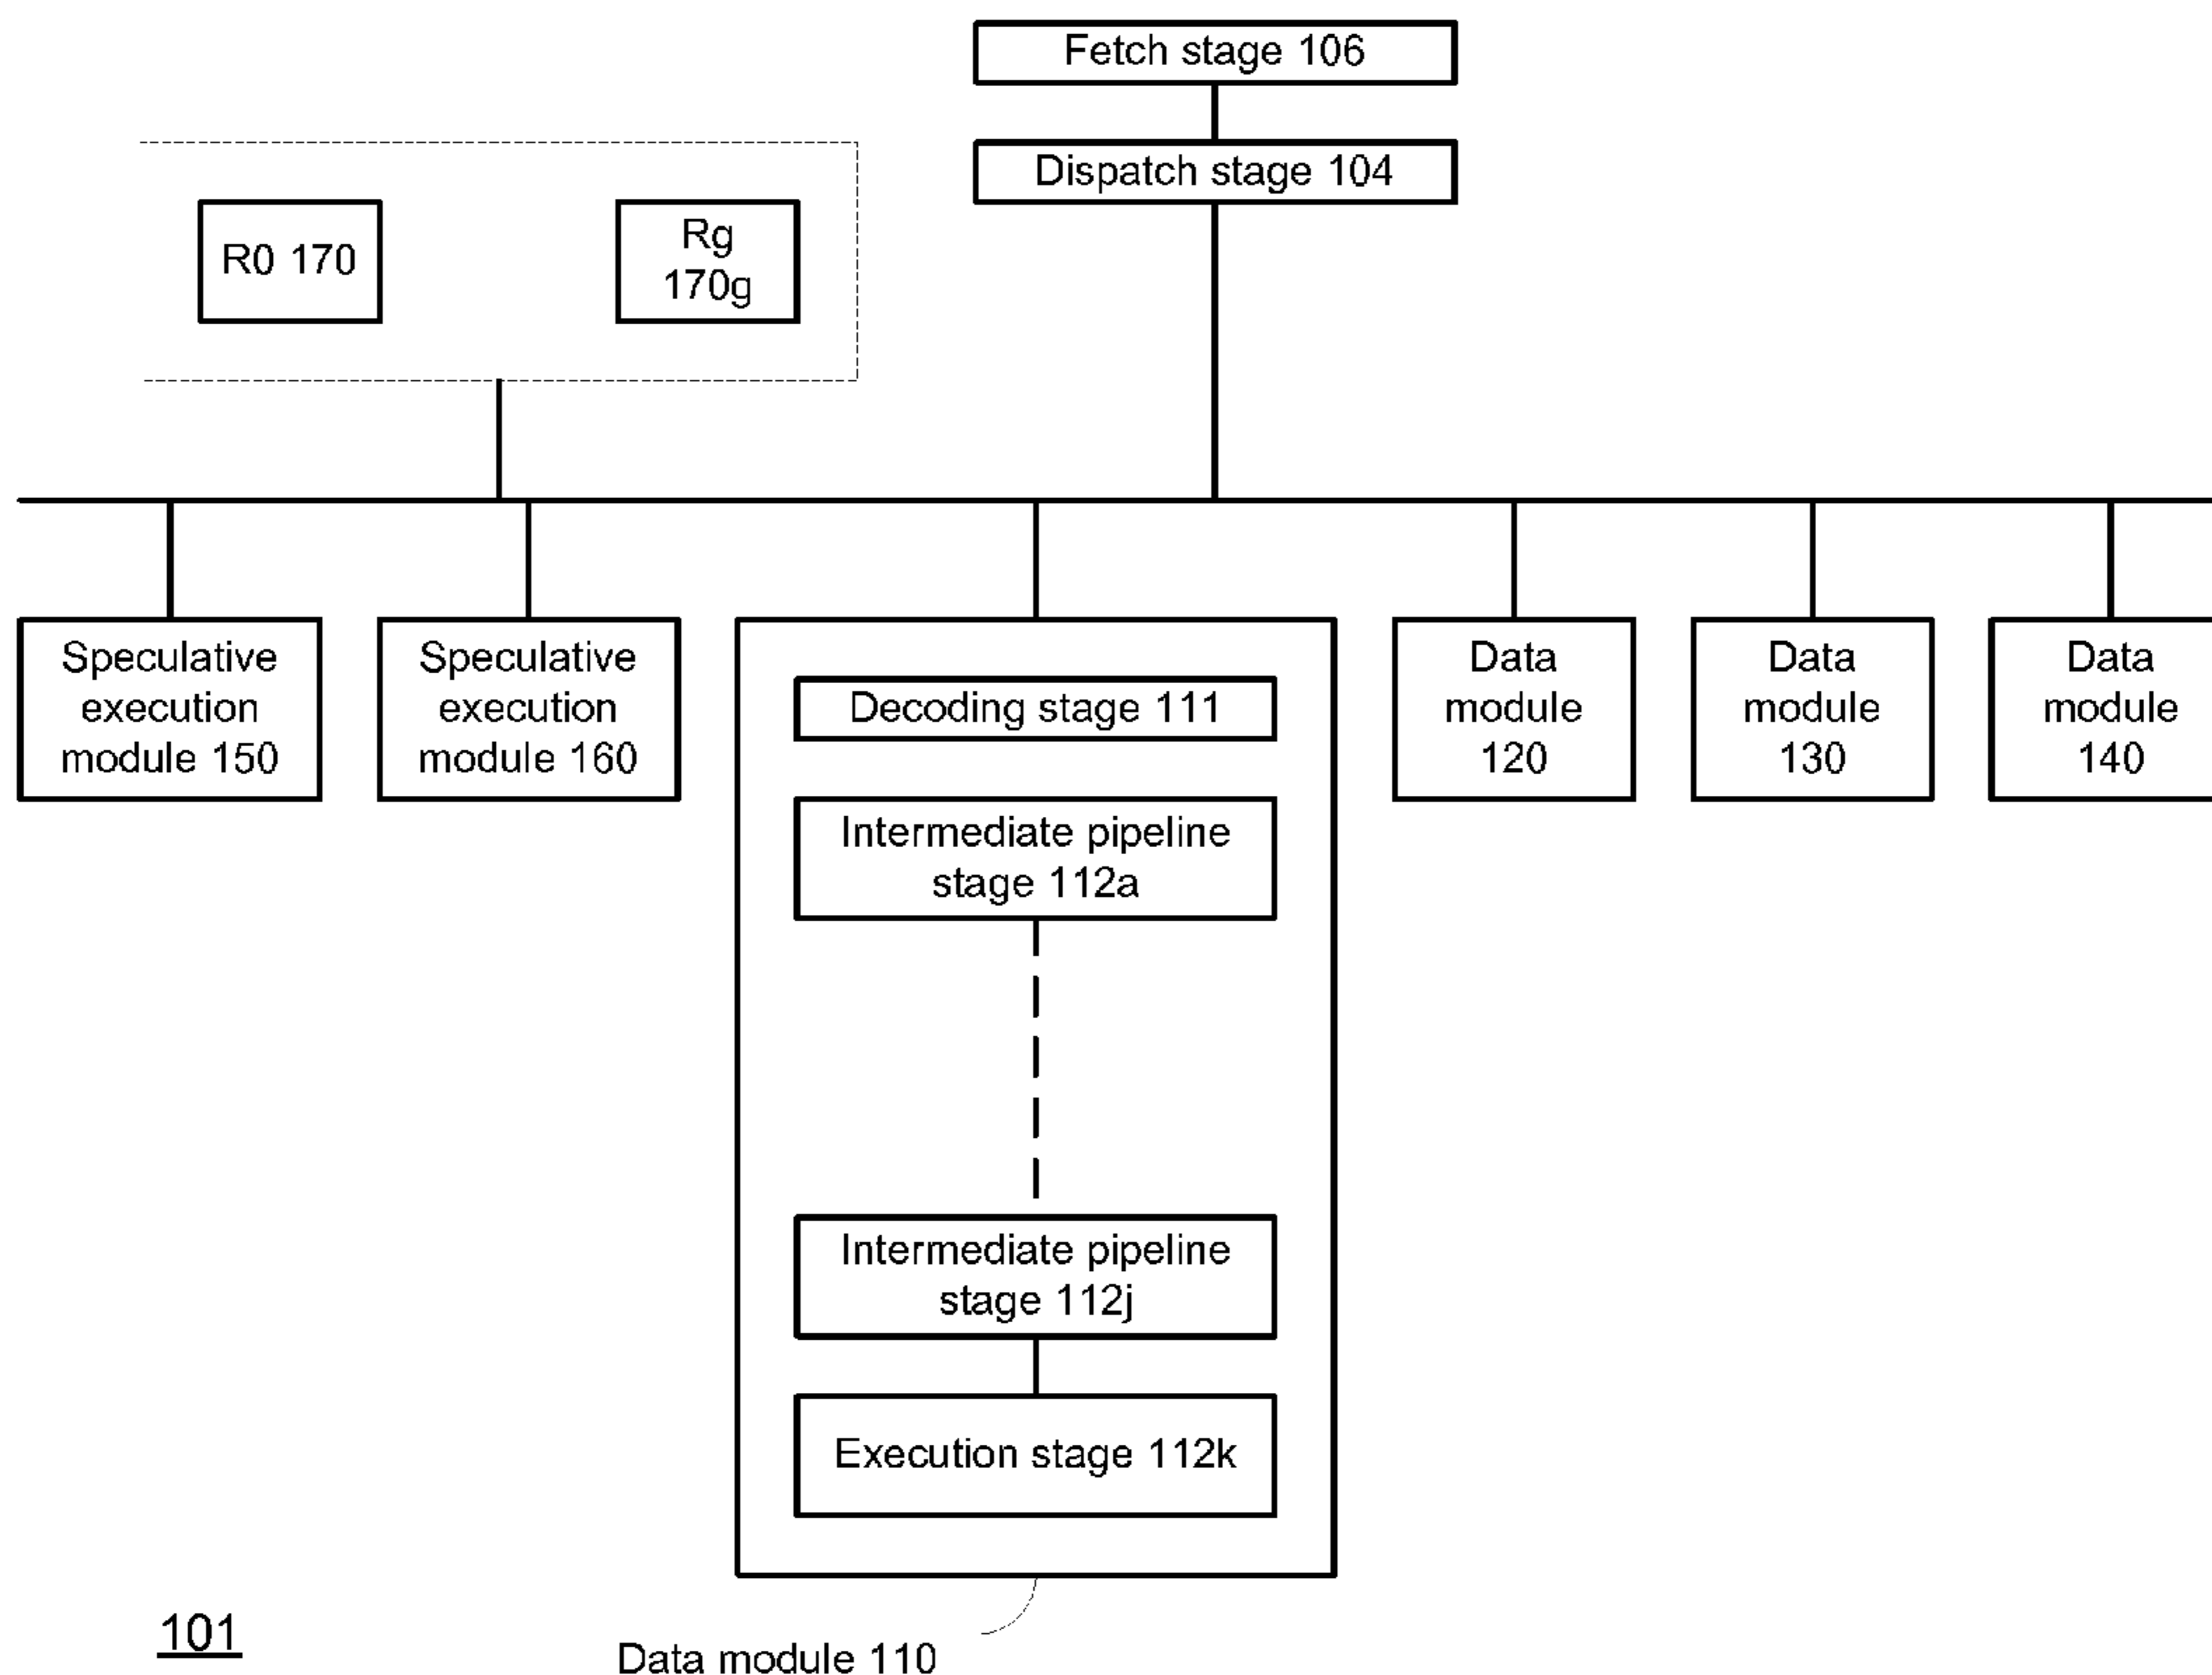 Fetch stage 106
Dispatch stage 104
R0 170
Rg
170g
Speculative
execution
module 150
Speculative
execution
module 160
Decoding stage 111
Intermediate pipeline
stage 112a
Intermediate pipeline
stage 112j
Execution stage 112k
Data
module
120
Data
module
130
Data
module
140
101
Data module 110